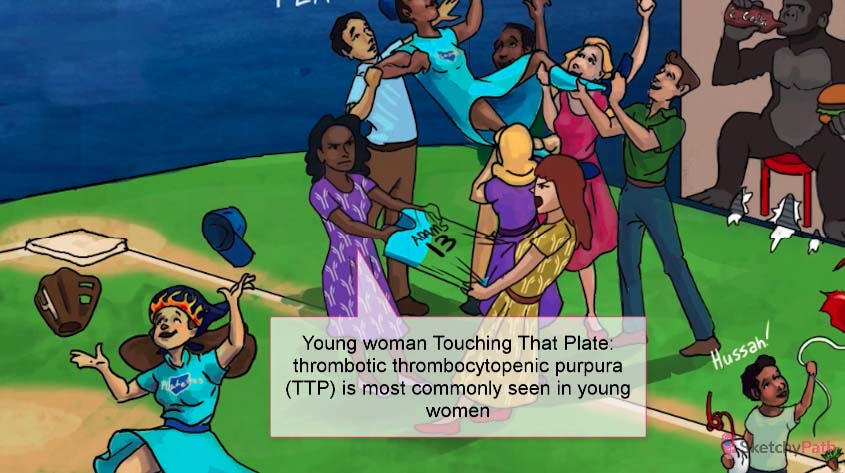 Cola
ADAMS
13
Young woman Touching That Plate:
thrombotic thrombocytopenic purpura
(TTP) is most commonly seen in young
women
Hussah!
SketchyPath